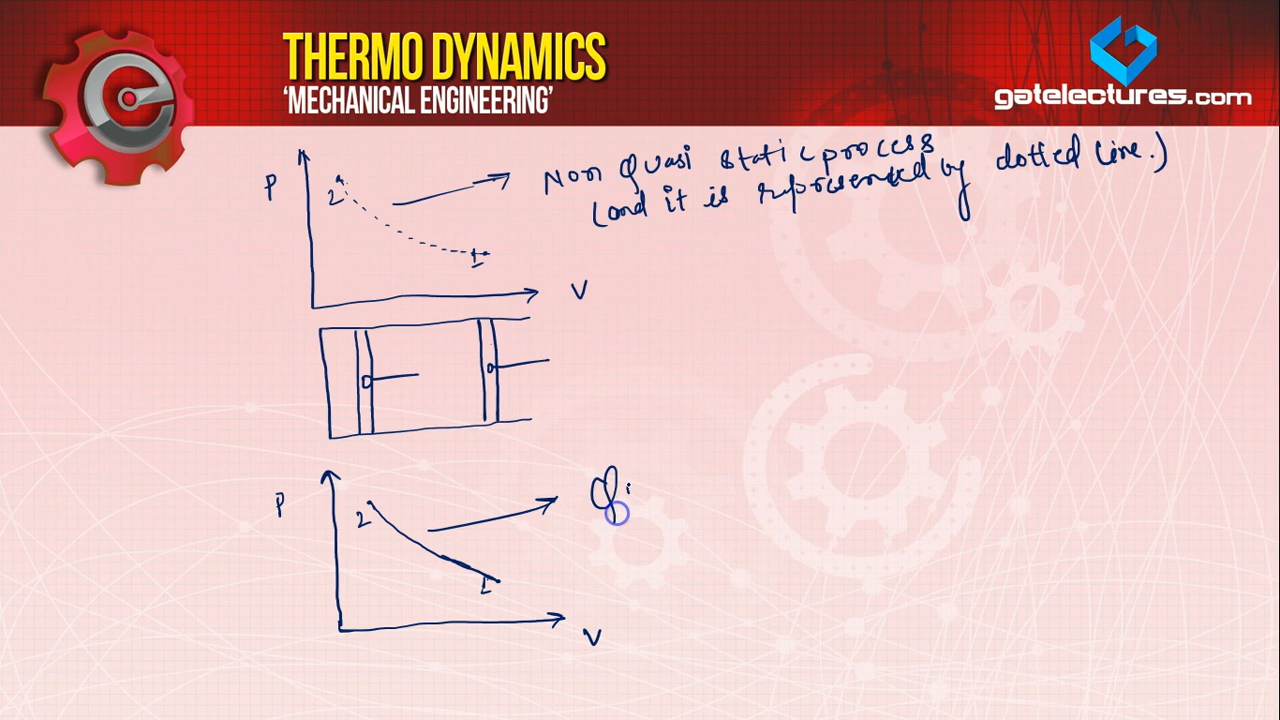 THERMO DYNAMICS
'MECHANICAL ENGINEERING'
gatelectures.com
P
Non Quasi static process
(and it is represented by dotted line.)
2
1
V
P
2
1
V